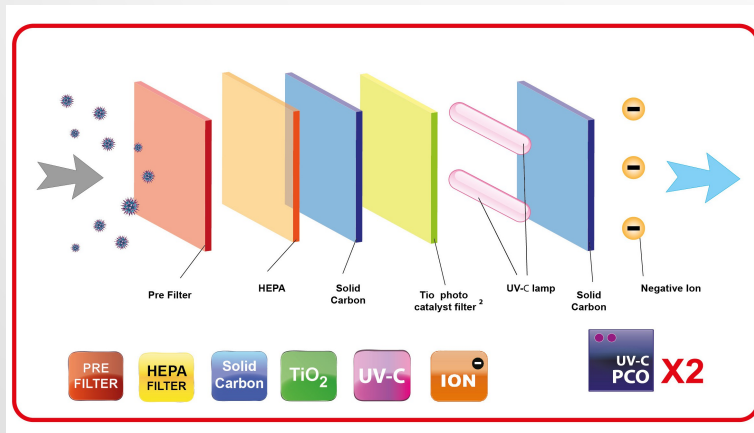 Pre Filter
HEPA
Solid
Carbon
Tio photo
catalyst filter 2
UV-C lamp
Solid
Carbon
Negative Ion
PRE
FILTER
HEPA
FILTER
Solid
Carbon
TiO2
UV-C
ION
UV-C
PCO
X2